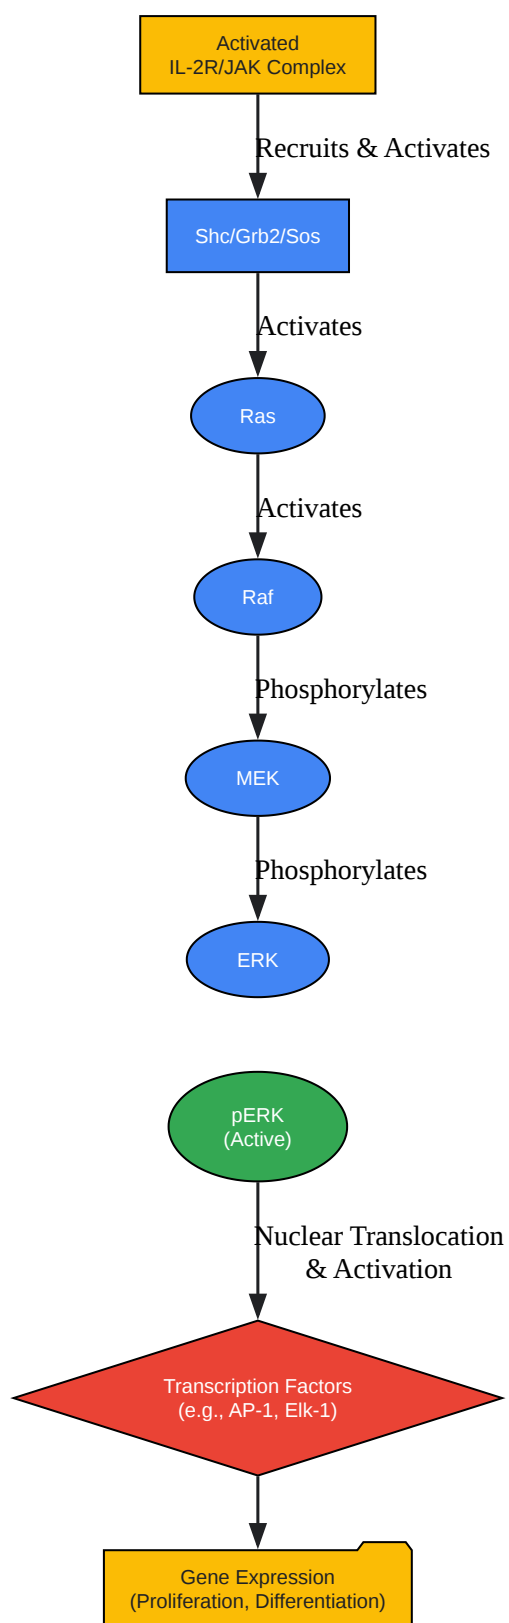 Activated
IL-2R/JAK Complex
Recruits & Activates
Shc/Grb2/Sos
Activates
Ras
Activates
Raf
Phosphorylates
MEK
Phosphorylates
ERK
pERK
(Active)
Nuclear Translocation
& Activation
Transcription Factors
(e.g., AP-1, Elk-1)
Gene Expression
(Proliferation, Differentiation)